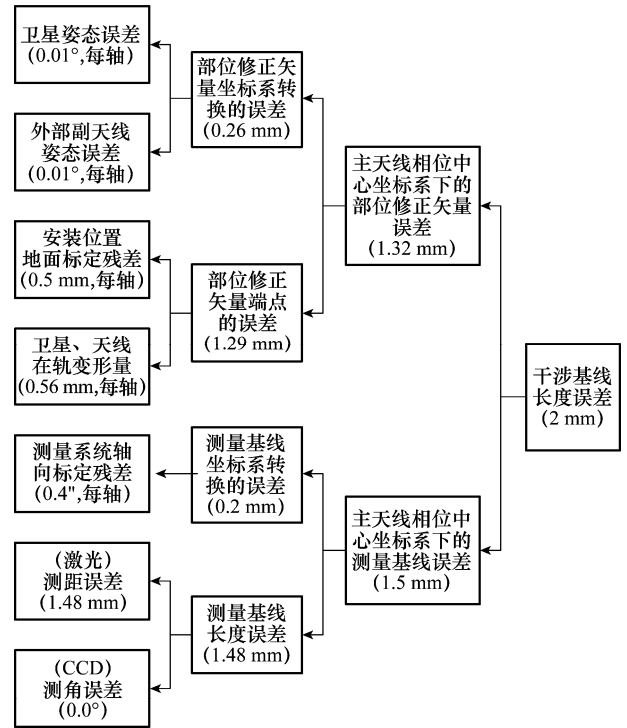 卫星姿态误差
(0.01°,每轴)
外部副天线
姿态误差
(0.01°,每轴)
安装位置
地面标定残差
(0.5 mm,每轴)
卫星、天线
在轨变形量
(0.56 mm,每轴)
测量系统轴
向标定残差
(0.4",每轴)
(激光)
测距误差
(1.48 mm)
(CCD)
测角误差
(0.0°)
部位修正矢
量坐标系转
换的误差
(0.26 mm)
部位修正
矢量端点
的误差
(1.29 mm)
测量基线
坐标系转
换的误差
(0.2 mm)
测量基线
长度误差
(1.48 mm)
主天线相位中
心坐标系下的
部位修正矢量
误差
(1.32 mm)
主天线相位中
心坐标系下的
测量基线误差
(1.5 mm)
干涉基线
长度误差
(2 mm)